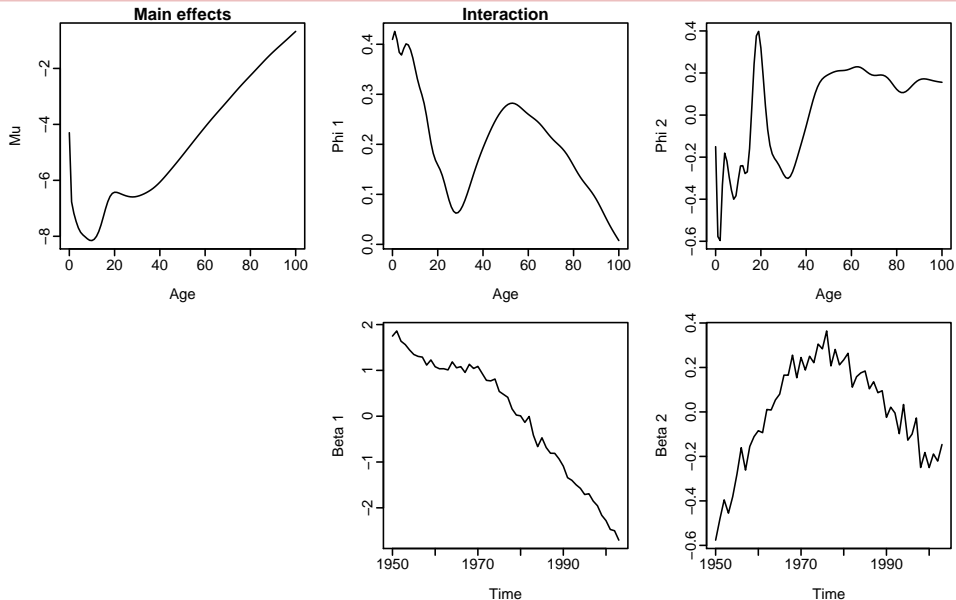 Main effects
Mu
−2
−4
−6
−8
0 20 40 60 80 100
Age
Interaction
Phi 1
0.4
0.3
0.2
0.1
0.0
0 20 40 60 80 100
Age
Phi 2
0.4
0.2
0.0
−0.2
−0.4
−0.6
0 20 40 60 80 100
Age
Beta 1
2
1
0
−1
−2
1950 1970 1990
Time
Beta 2
0.4
0.2
0.0
−0.2
−0.4
−0.6
1950 1970 1990
Time